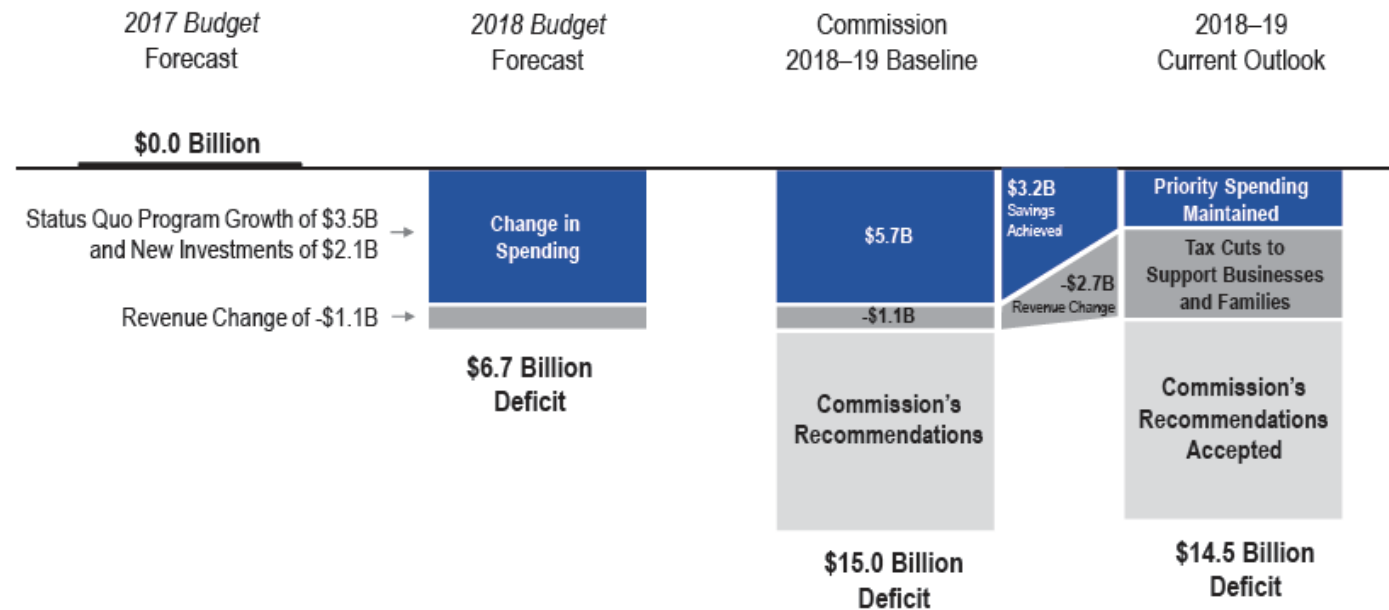 2017 Budget
Forecast
2018 Budget
Forecast
Commission
2018–19 Baseline
2018–19
Current Outlook
$0.0 Billion
Status Quo Program Growth of $3.5B
and New Investments of $2.1B
Revenue Change of -$1.1B
Change in
Spending
$6.7 Billion
Deficit
$5.7B
-$1.1B
Commission's
Recommendations
$15.0 Billion
Deficit
$3.2B
Savings
Achieved
-$2.7B
Revenue Change
Priority Spending
Maintained
Tax Cuts to
Support Businesses
and Families
Commission's
Recommendations
Accepted
$14.5 Billion
Deficit